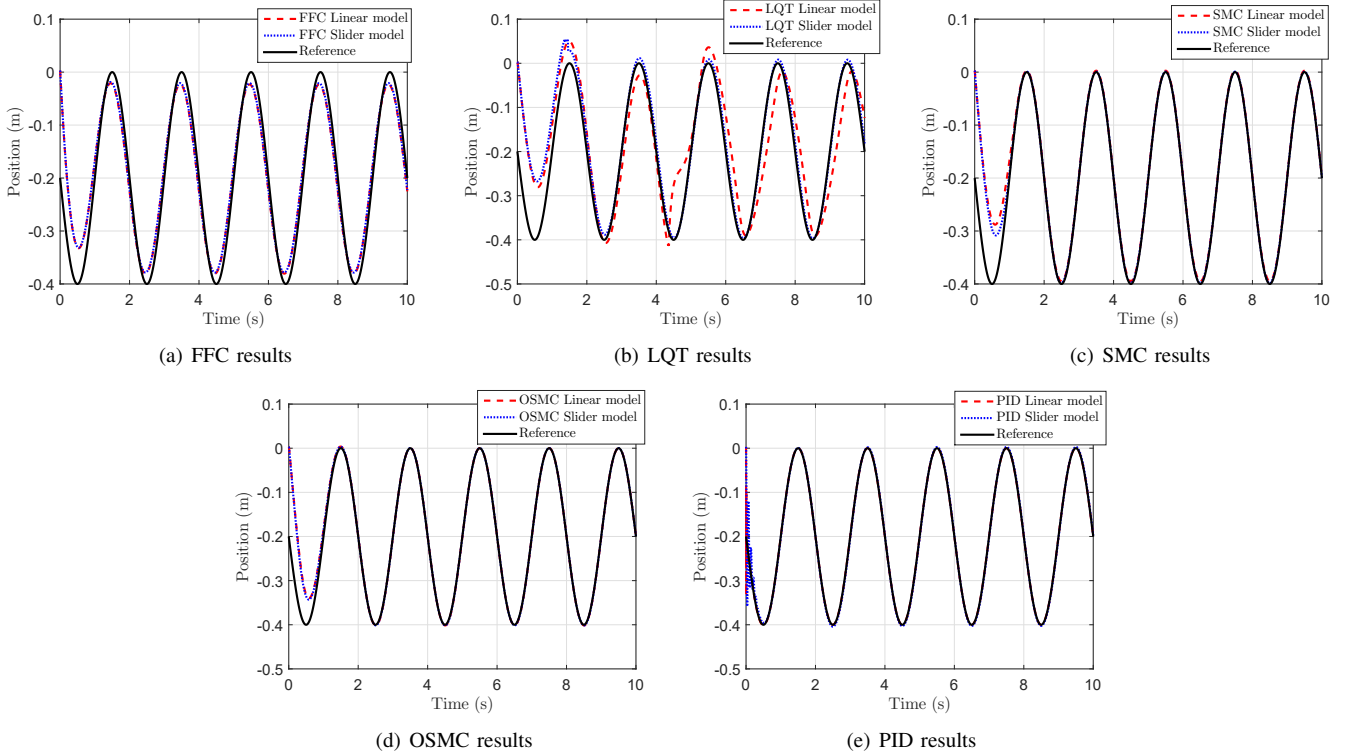 0.1
0
-0.1
-0.2
-0.3
-0.4
0 2 4 6 8 10
Position (m)
Time (s)
FFC Linear model
FFC Slider model
Reference
(a) FFC results
0.1
0
-0.1
-0.2
-0.3
-0.4
-0.5
0 2 4 6 8 10
Position (m)
Time (s)
LQT Linear model
LQT Slider model
Reference
(b) LQT results
0.1
0
-0.1
-0.2
-0.3
-0.4
0 2 4 6 8 10
Position (m)
Time (s)
SMC Linear model
SMC Slider model
Reference
(c) SMC results
0.1
0
-0.1
-0.2
-0.3
-0.4
-0.5
0 2 4 6 8 10
Position (m)
Time (s)
OSMC Linear model
OSMC Slider model
Reference
(d) OSMC results
0.1
0
-0.1
-0.2
-0.3
-0.4
-0.5
0 2 4 6 8 10
Position (m)
Time (s)
PID Linear model
PID Slider model
Reference
(e) PID results